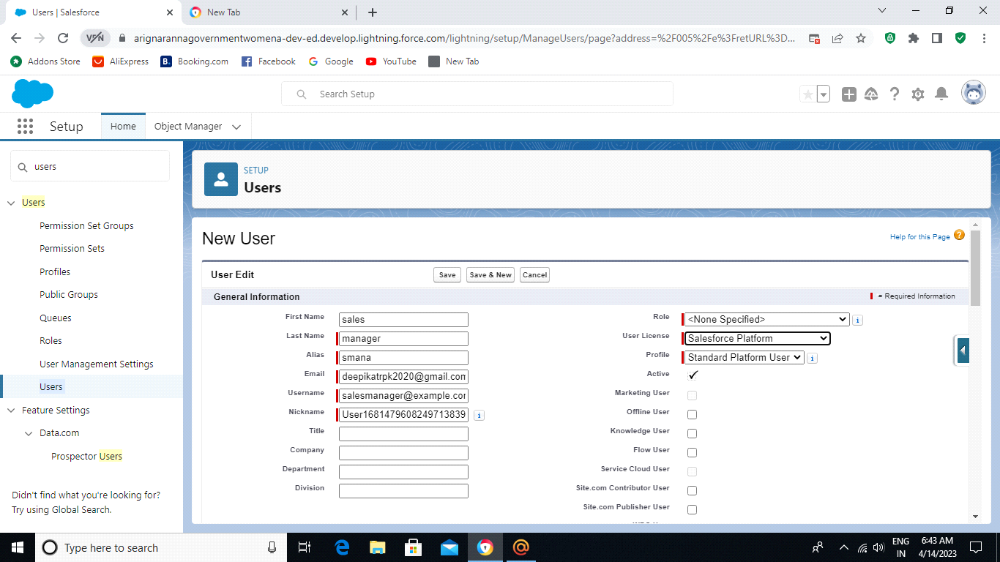 Users | Salesforce
New Tab
VPN
arignarannagovernmentwomena-dev-ed.develop.lightning.force.com/lightning/setup/ManageUsers/page?address=%2F005%2Fe%3FretURL%3D...
Addons Store
AliExpress
B.
Booking.com
Facebook
Google
YouTube
New Tab
Search Setup
Setup
Home
Object Manager
users
Users
Permission Set Groups
Permission Sets
Profiles
Public Groups
Queues
Roles
User Management Settings
Users
Feature Settings
Data.com
Prospector Users
Didn't find what you're looking for?
Try using Global Search.
SETUP
Users
New User
Help for this Page
User Edit
Save
Save & New
Cancel
General Information
= Required Information
First Name
sales
Last Name
manager
Alias
smana
Email
deepikatrpk2020@gmail.com
Username
salesmanager@example.cor
Nickname
User1681479608249713839
Title
Company
Department
Division
Role
<None Specified>
User License
Salesforce Platform
Profile
Standard Platform User
Active
Marketing User
Offline User
Knowledge User
Flow User
Service Cloud User
Site.com Contributor User
Site.com Publisher User
Type here to search
ENG
IN
6:43 AM
4/14/2023